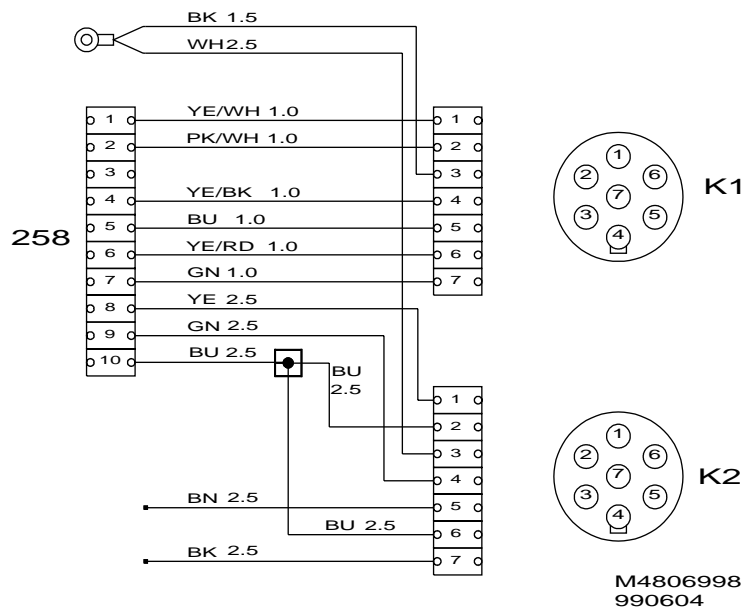 BK 1.5
WH2.5
1 YE/WH 1.0 1
2 PK/WH 1.0 2
3 3
4 YE/BK 1.0 4
5 BU 1.0 5
6 YE/RD 1.0 6
7 GN 1.0 7
8 YE 2.5
9 GN 2.5
10 BU 2.5
258
BU
2.5
1
2
3
4
BN 2.5 5
BU 2.5 6
BK 2.5 7
1
2 6
7
3 5
4
K1
1
2 6
7
3 5
4
K2
M4806998
990604